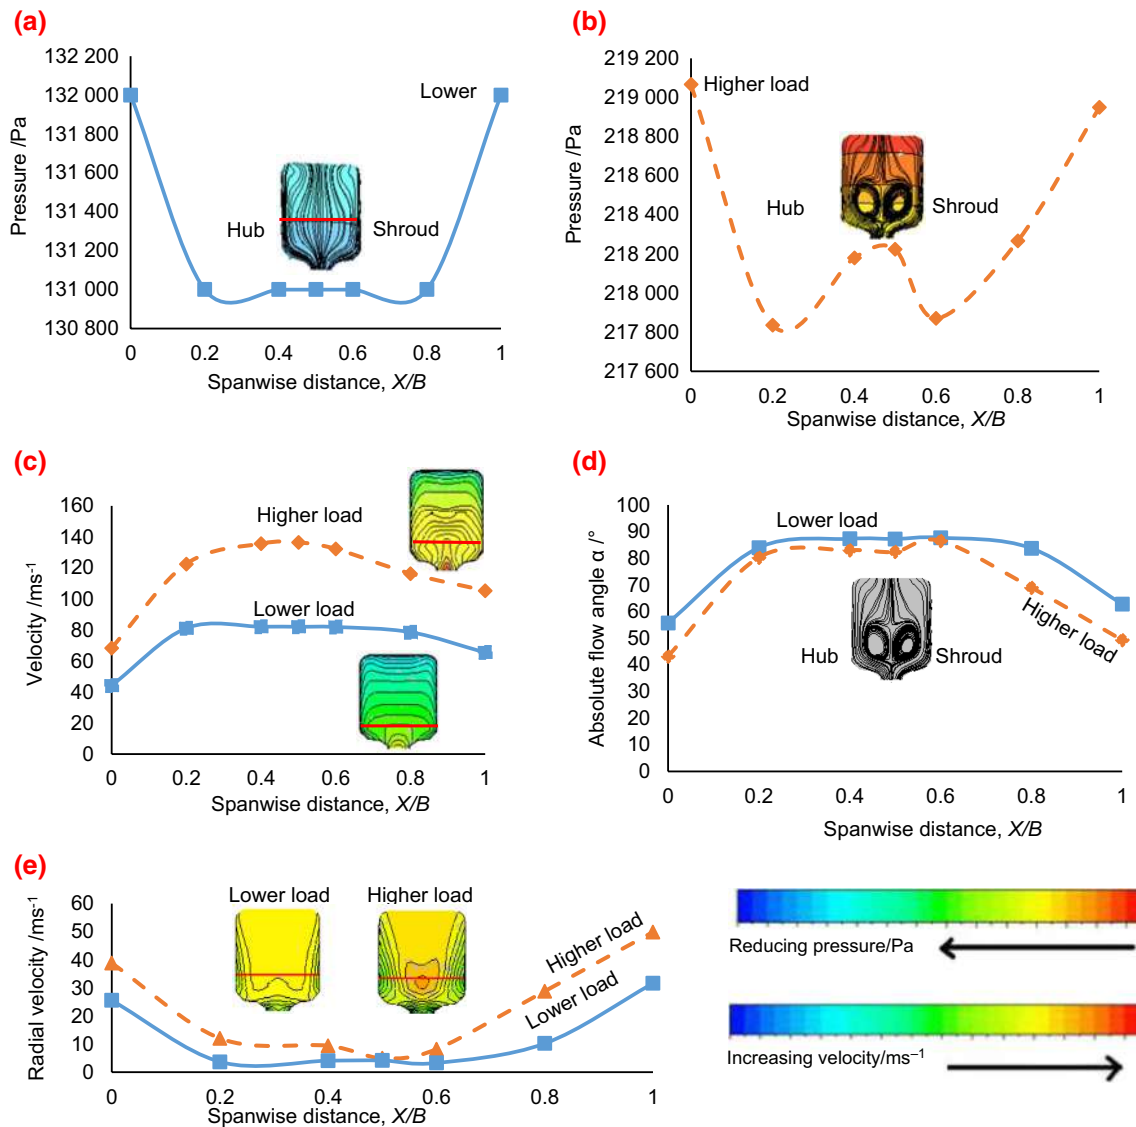 (a)
132 200
132 000
131 800
131 600
131 400
131 200
131 000
130 800
Pressure /Pa
Lower
Hub
Shroud
0 0.2 0.4 0.6 0.8 1
Spanwise distance, X/B
(b)
219 200
219 000
218 800
218 600
218 400
218 200
218 000
217 800
217 600
Pressure /Pa
Higher load
Hub
Shroud
0 0.2 0.4 0.6 0.8 1
Spanwise distance, X/B
(c)
160
140
120
100
80
60
40
20
0
Velocity /ms⁻¹
Higher load
Lower load
0 0.2 0.4 0.6 0.8 1
Spanwise distance, X/B
(d)
100
90
80
70
60
50
40
30
20
10
0
Absolute flow angle α /°
Lower load
Higher load
Hub
Shroud
0 0.2 0.4 0.6 0.8 1
Spanwise distance, X/B
(e)
60
50
40
30
20
10
0
Radial velocity /ms⁻¹
Lower load
Higher load
Higher load
Lower load
0 0.2 0.4 0.6 0.8 1
Spanwise distance, X/B
Reducing pressure/Pa
Increasing velocity/ms⁻¹